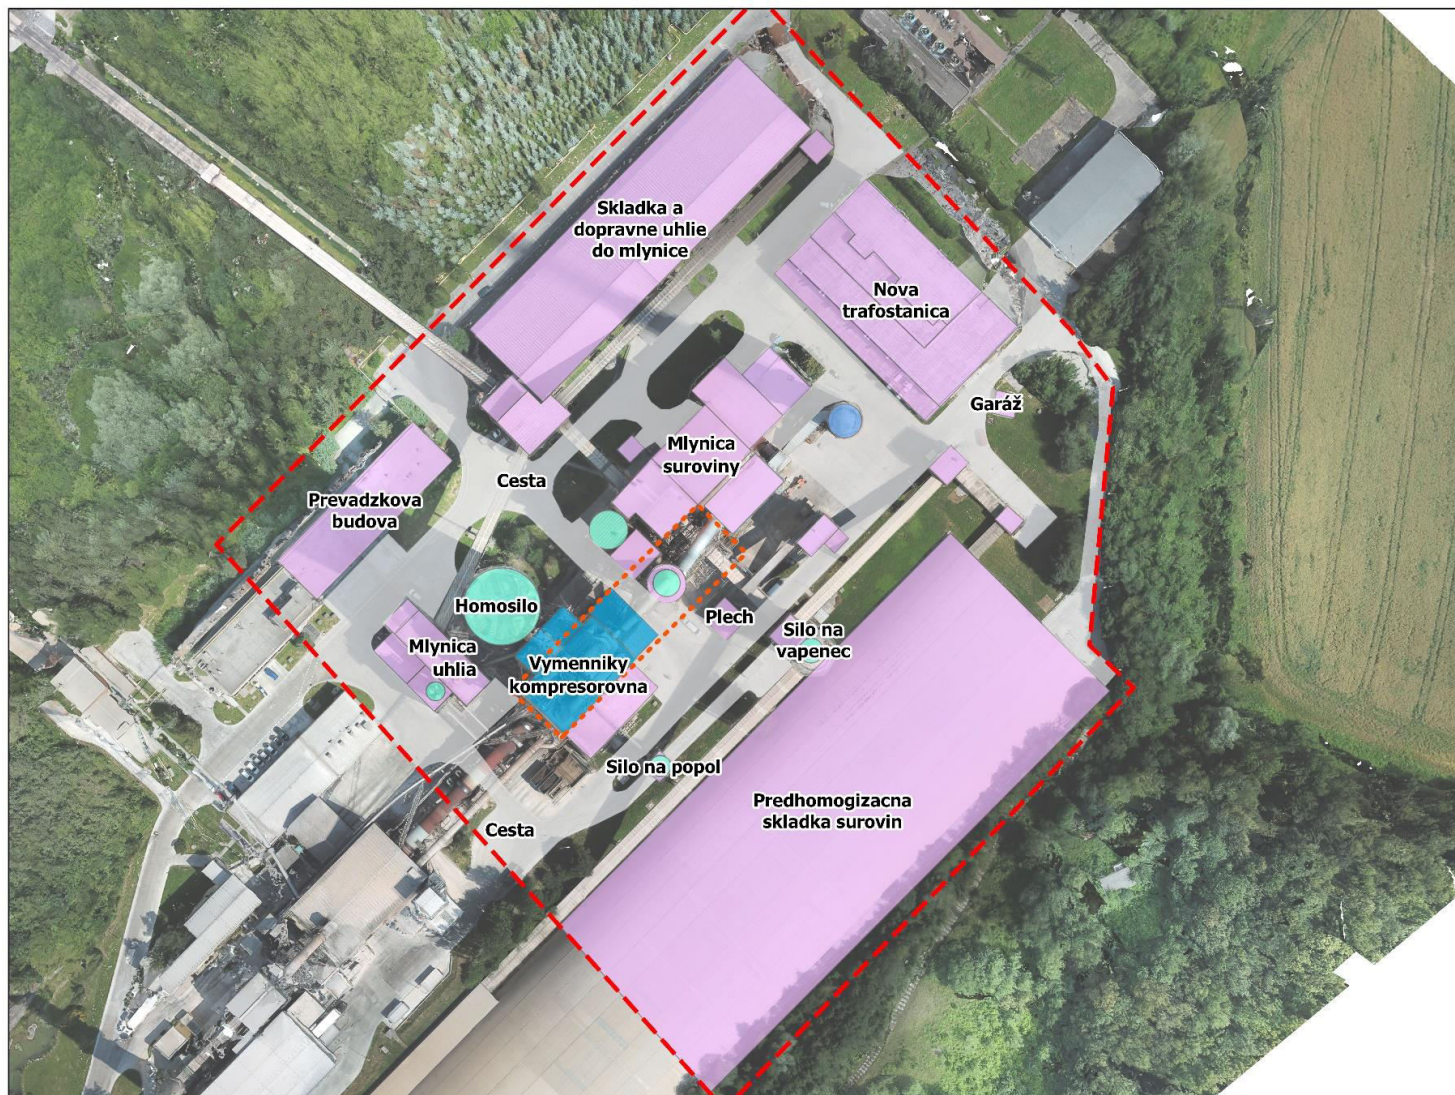 Skladka a
dopravne uhlie
do mlynice
Nova
trafostanica
Garáž
Mlynica
suroviny
Cesta
Prevadzkova
budova
Homosilo
Plech
Silo na
vapenec
Mlynica
uhlia
Vymenniky
kompresorovna
Silo na popol
Predhomogizacna
skladka surovin
Cesta